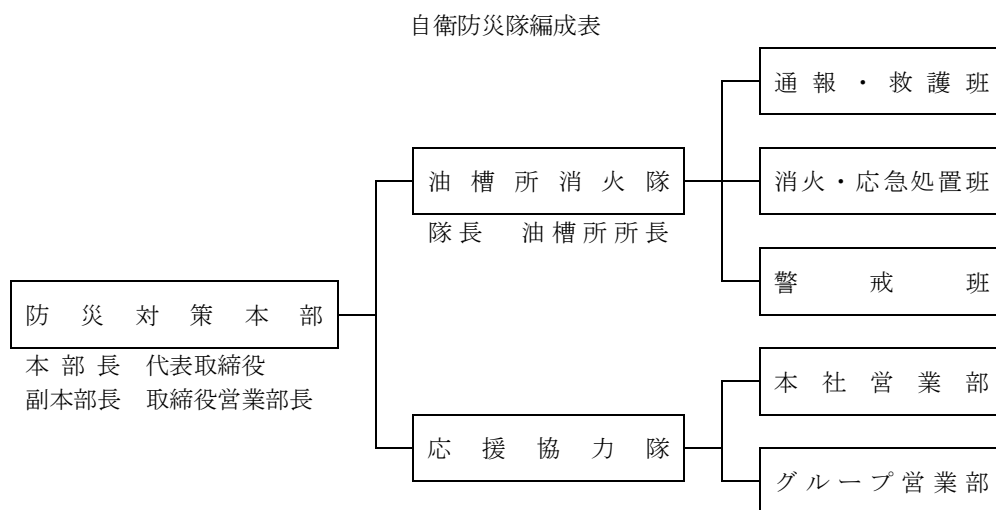 自衛防災隊編成表
通報・救護班
油槽所消火隊
消火・応急処置班
隊長 油槽所所長
警戒班
防災対策本部
本部長 代表取締役
副本部長 取締役営業部長
本社営業部
応援協力隊
グループ営業部